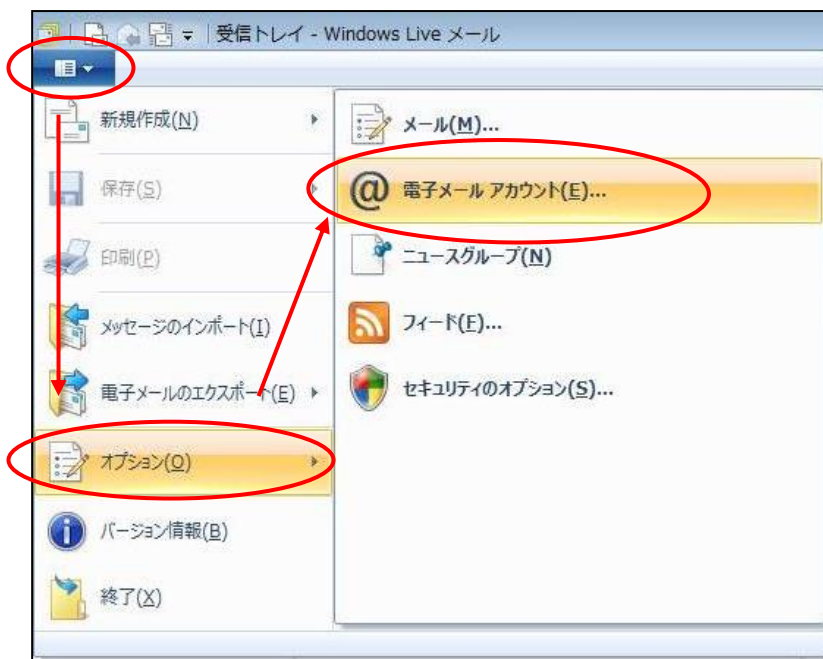 受信トレイ - Windows Live メール
新規作成(N)
保存(S)
印刷(P)
メッセージのインポート(I)
電子メールのエクスポート(E)
オプション(O)
バージョン情報(B)
終了(X)
メール(M)...
@ 電子メール アカウント(E)...
ニュースグループ(N)
フィード(F)...
セキュリティのオプション(S)...